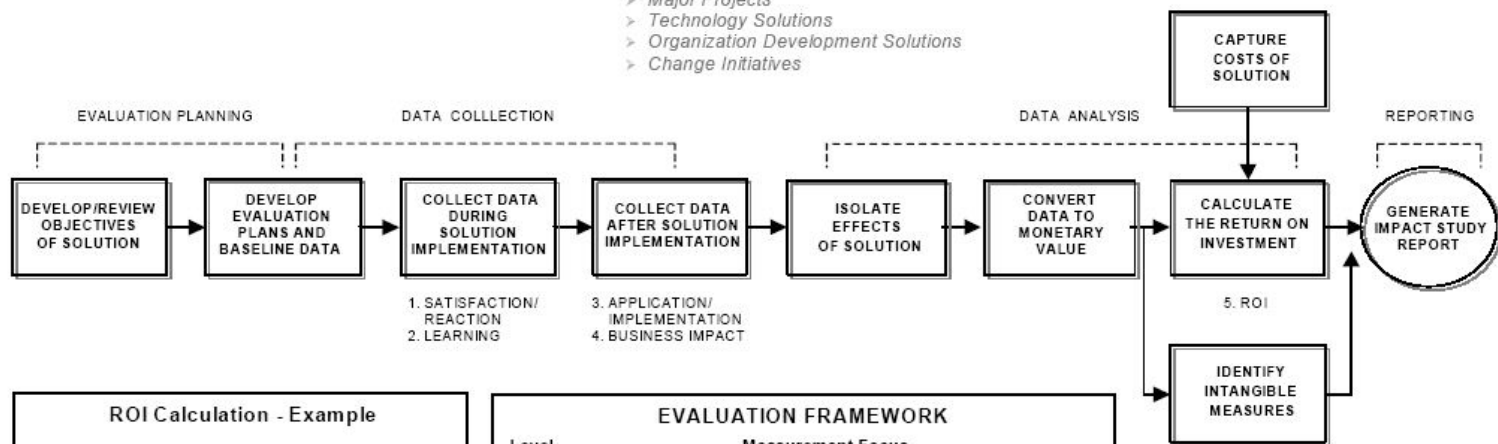 ➢ Major Projects
➢ Technology Solutions
➢ Organization Development Solutions
➢ Change Initiatives
CAPTURE
COSTS OF
SOLUTION
EVALUATION PLANNING
DATA COLLLECTION
DATA ANALYSIS
REPORTING
DEVELOP/REVIEW
OBJECTIVES
OF SOLUTION
DEVELOP
EVALUATION
PLANS AND
BASELINE DATA
COLLECT DATA
DURING
SOLUTION
IMPLEMENTATION
COLLECT DATA
AFTER SOLUTION
IMPLEMENTATION
ISOLATE
EFFECTS
OF SOLUTION
CONVERT
DATA TO
MONETARY
VALUE
CALCULATE
THE RETURN ON
INVESTMENT
GENERATE
IMPACT STUDY
REPORT
1. SATISFACTION/
REACTION
2. LEARNING
3. APPLICATION/
IMPLEMENTATION
4. BUSINESS IMPACT
5. ROI
IDENTIFY
INTANGIBLE
MEASURES
ROI Calculation - Example
EVALUATION FRAMEWORK
Level Measurement Focus